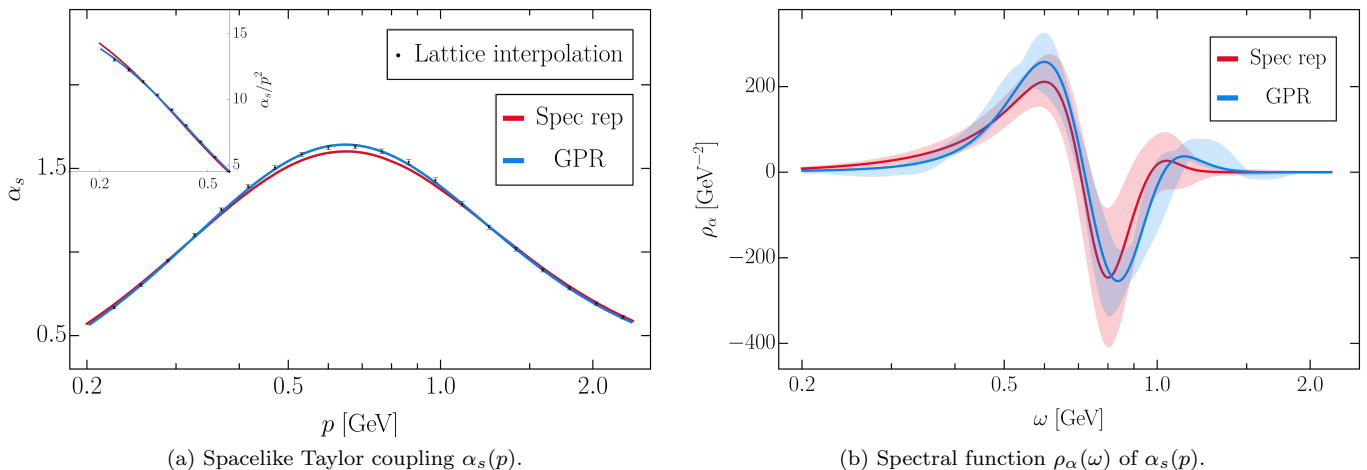 15
10
5
α_s/p^2
0.2
0.5
Lattice interpolation
Spec rep
GPR
α_s
1.5
1
0.5
0.2
0.5
1.0
2.0
p [GeV]
(a) Spacelike Taylor coupling α_s(p).
Spec rep
GPR
ρ_α [GeV^{−2}]
200
0
−200
−400
0.2
0.5
1.0
2.0
ω [GeV]
(b) Spectral function ρ_α(ω) of α_s(p).